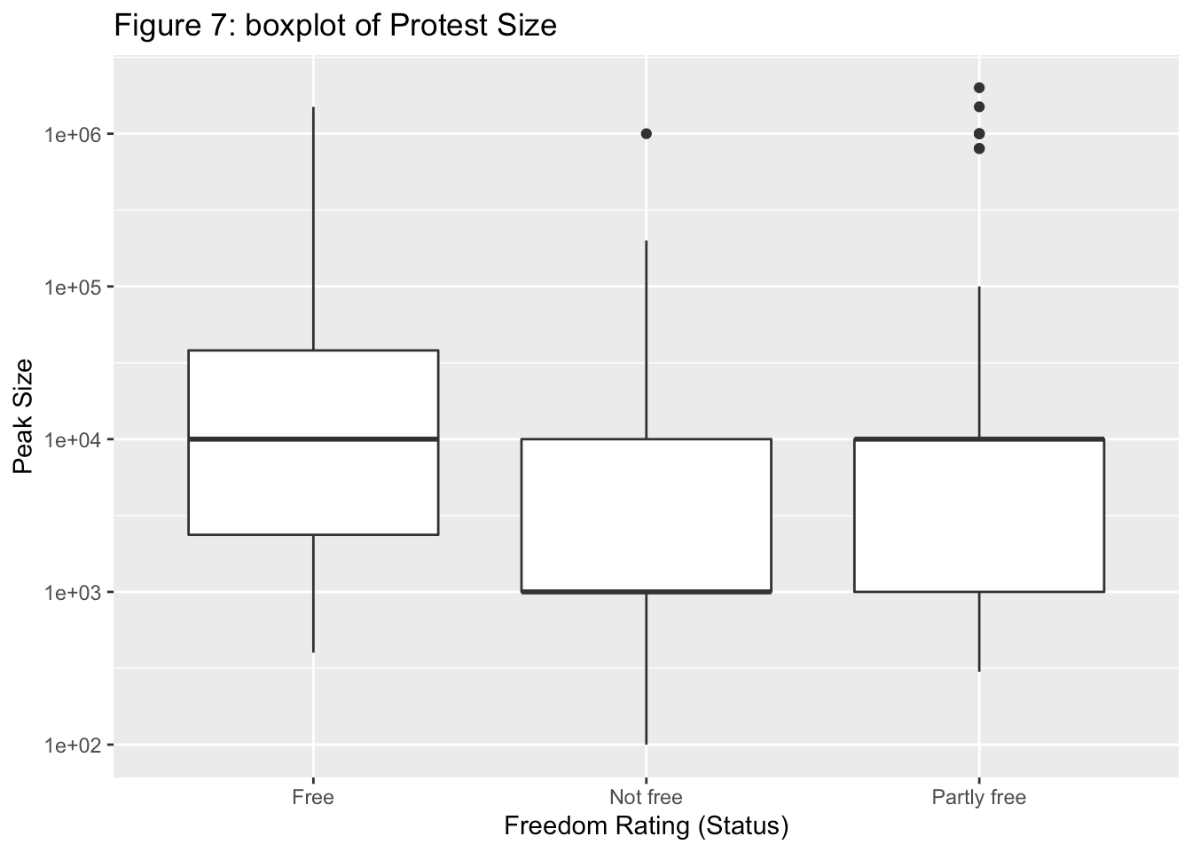 Figure 7: boxplot of Protest Size
Peak Size
1e+06
1e+05
1e+04
1e+03
1e+02
Free
Not free
Partly free
Freedom Rating (Status)